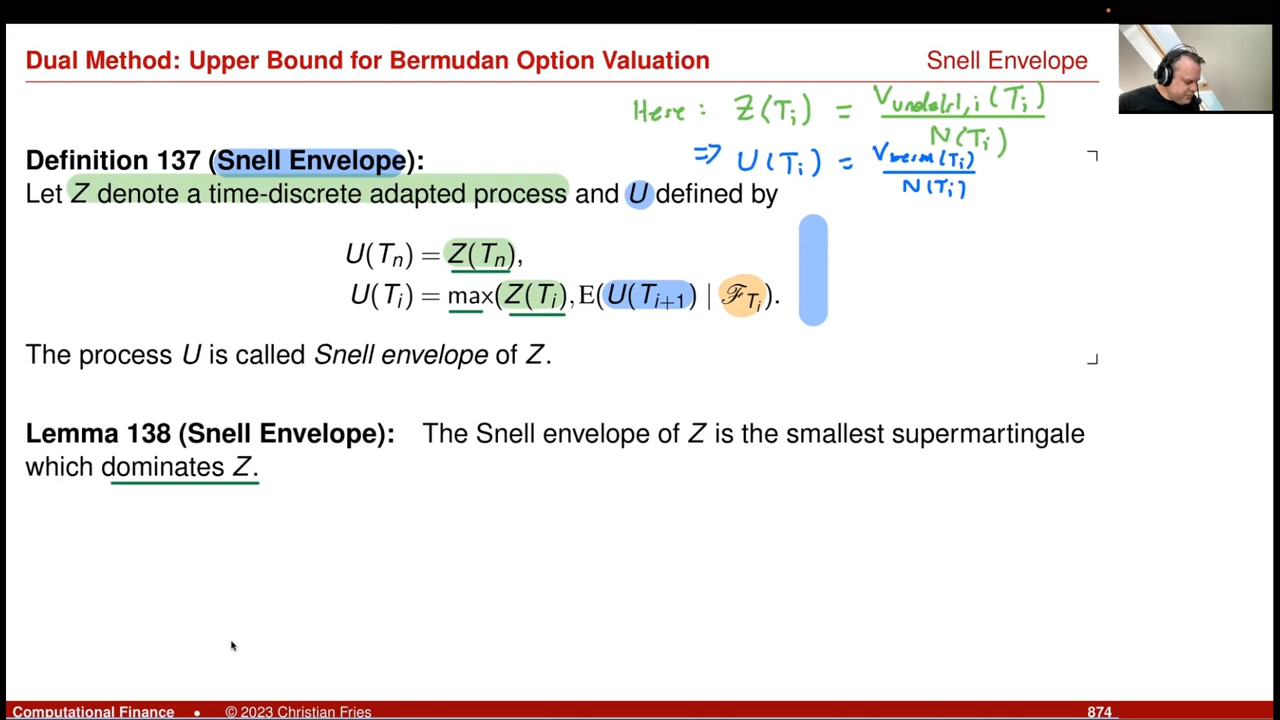 Dual Method: Upper Bound for Bermudan Option Valuation Snell Envelope
Here: Z(Tᵢ) = V_underl,i(Tᵢ) / N(Tᵢ)
⇒ U(Tᵢ) = V_berm(Tᵢ) / N(Tᵢ)
Definition 137 (Snell Envelope):
Let Z denote a time-discrete adapted process and U defined by
U(Tₙ) = Z(Tₙ),
U(Tᵢ) = max(Z(Tᵢ), E(U(Tᵢ₊₁) | ℱ_Tᵢ).
The process U is called Snell envelope of Z.
Lemma 138 (Snell Envelope): The Snell envelope of Z is the smallest supermartingale
which dominates Z.
Computational Finance • © 2023 Christian Fries 874